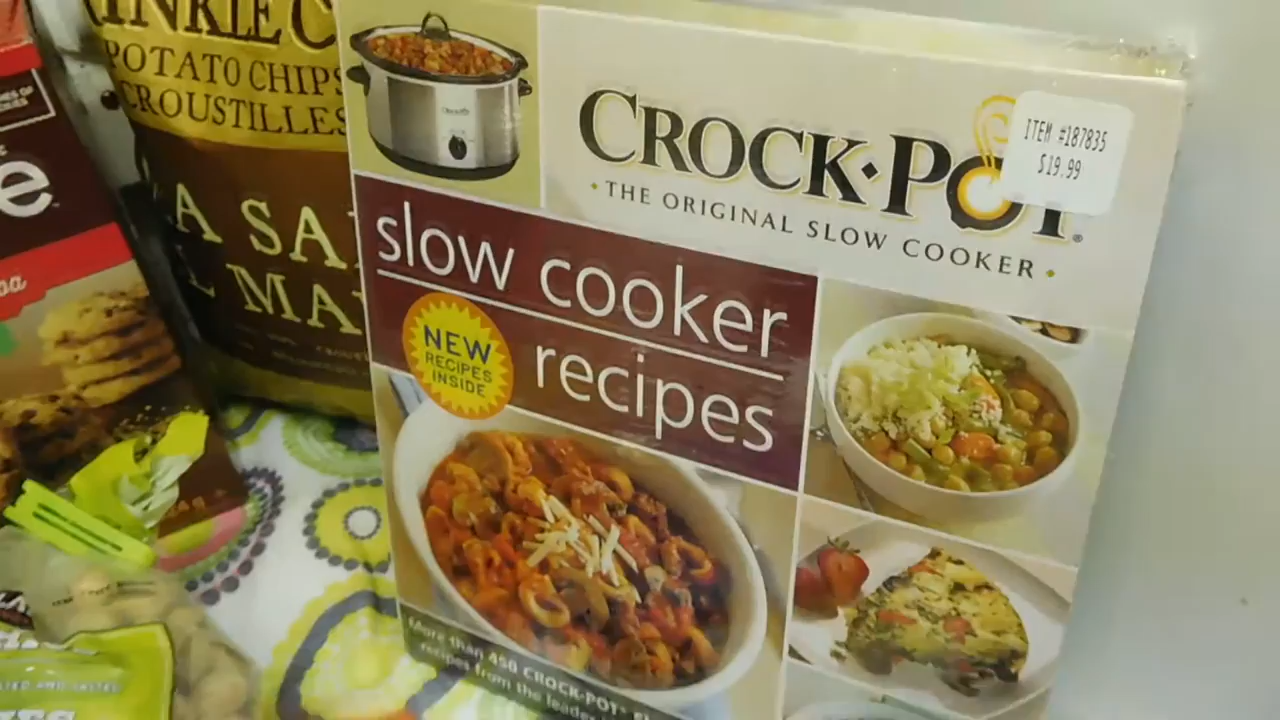 POTATO CHIPS
CROUSTILLES
CROCK·POT
ITEM #187835
$19.99
·THE ORIGINAL SLOW COOKER·
slow cooker
recipes
NEW
RECIPES
INSIDE
More than 450 CROCK-POT®
recipes from the leader